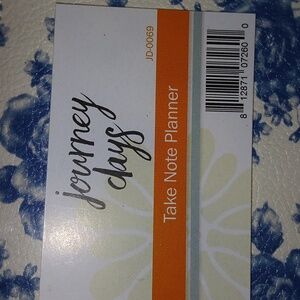 journey
days
JD-0069
Take Note Planner
8 12871 07260 0